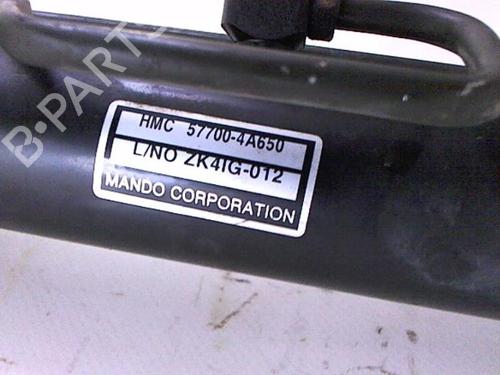 B-PARTS
HMC 57700-4A650
L/NO ZK4IG-012
MANDO CORPORATION